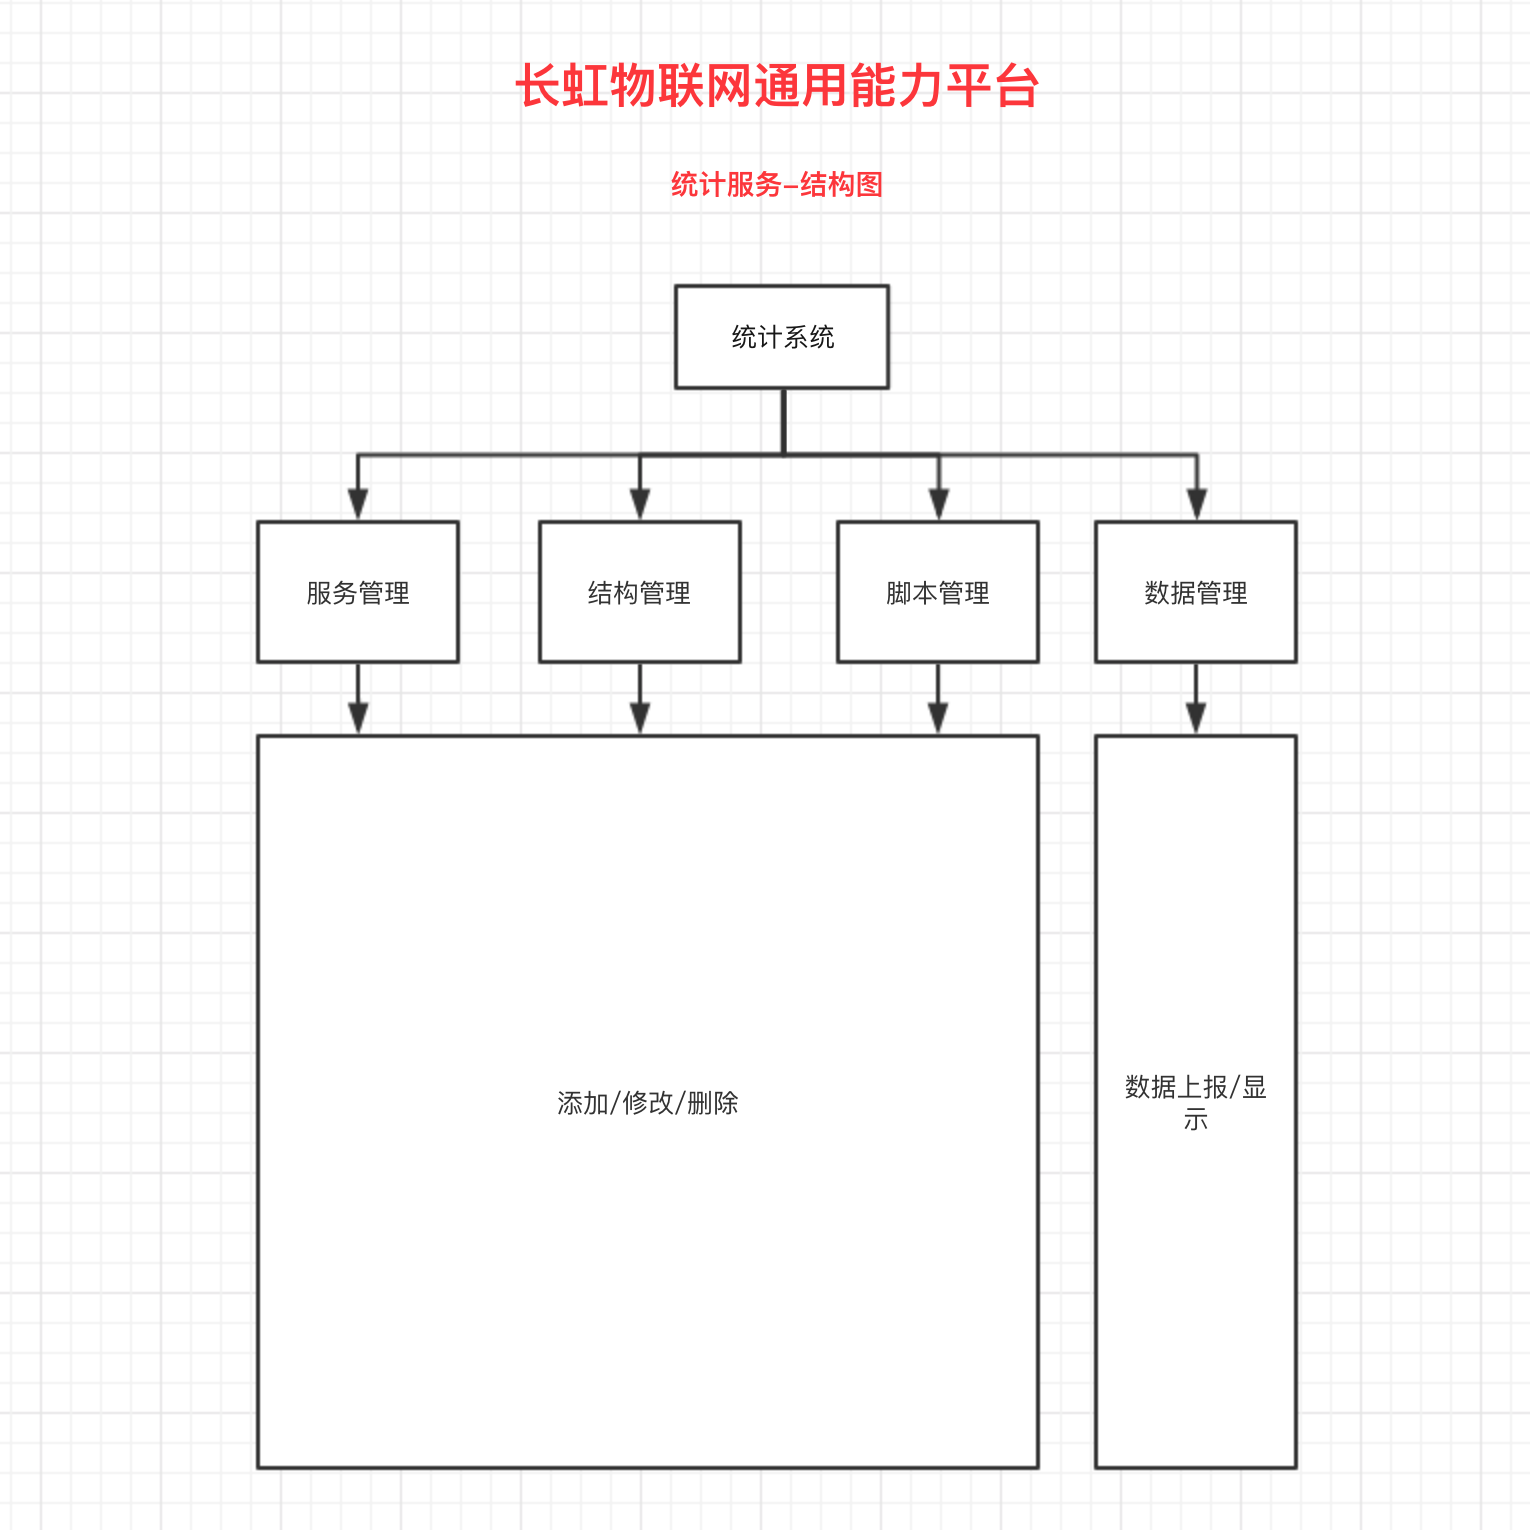 长虹物联网通用能力平台
统计服务–结构图
统计系统
服务管理
结构管理
脚本管理
数据管理
添加/修改/删除
数据上报/显
示